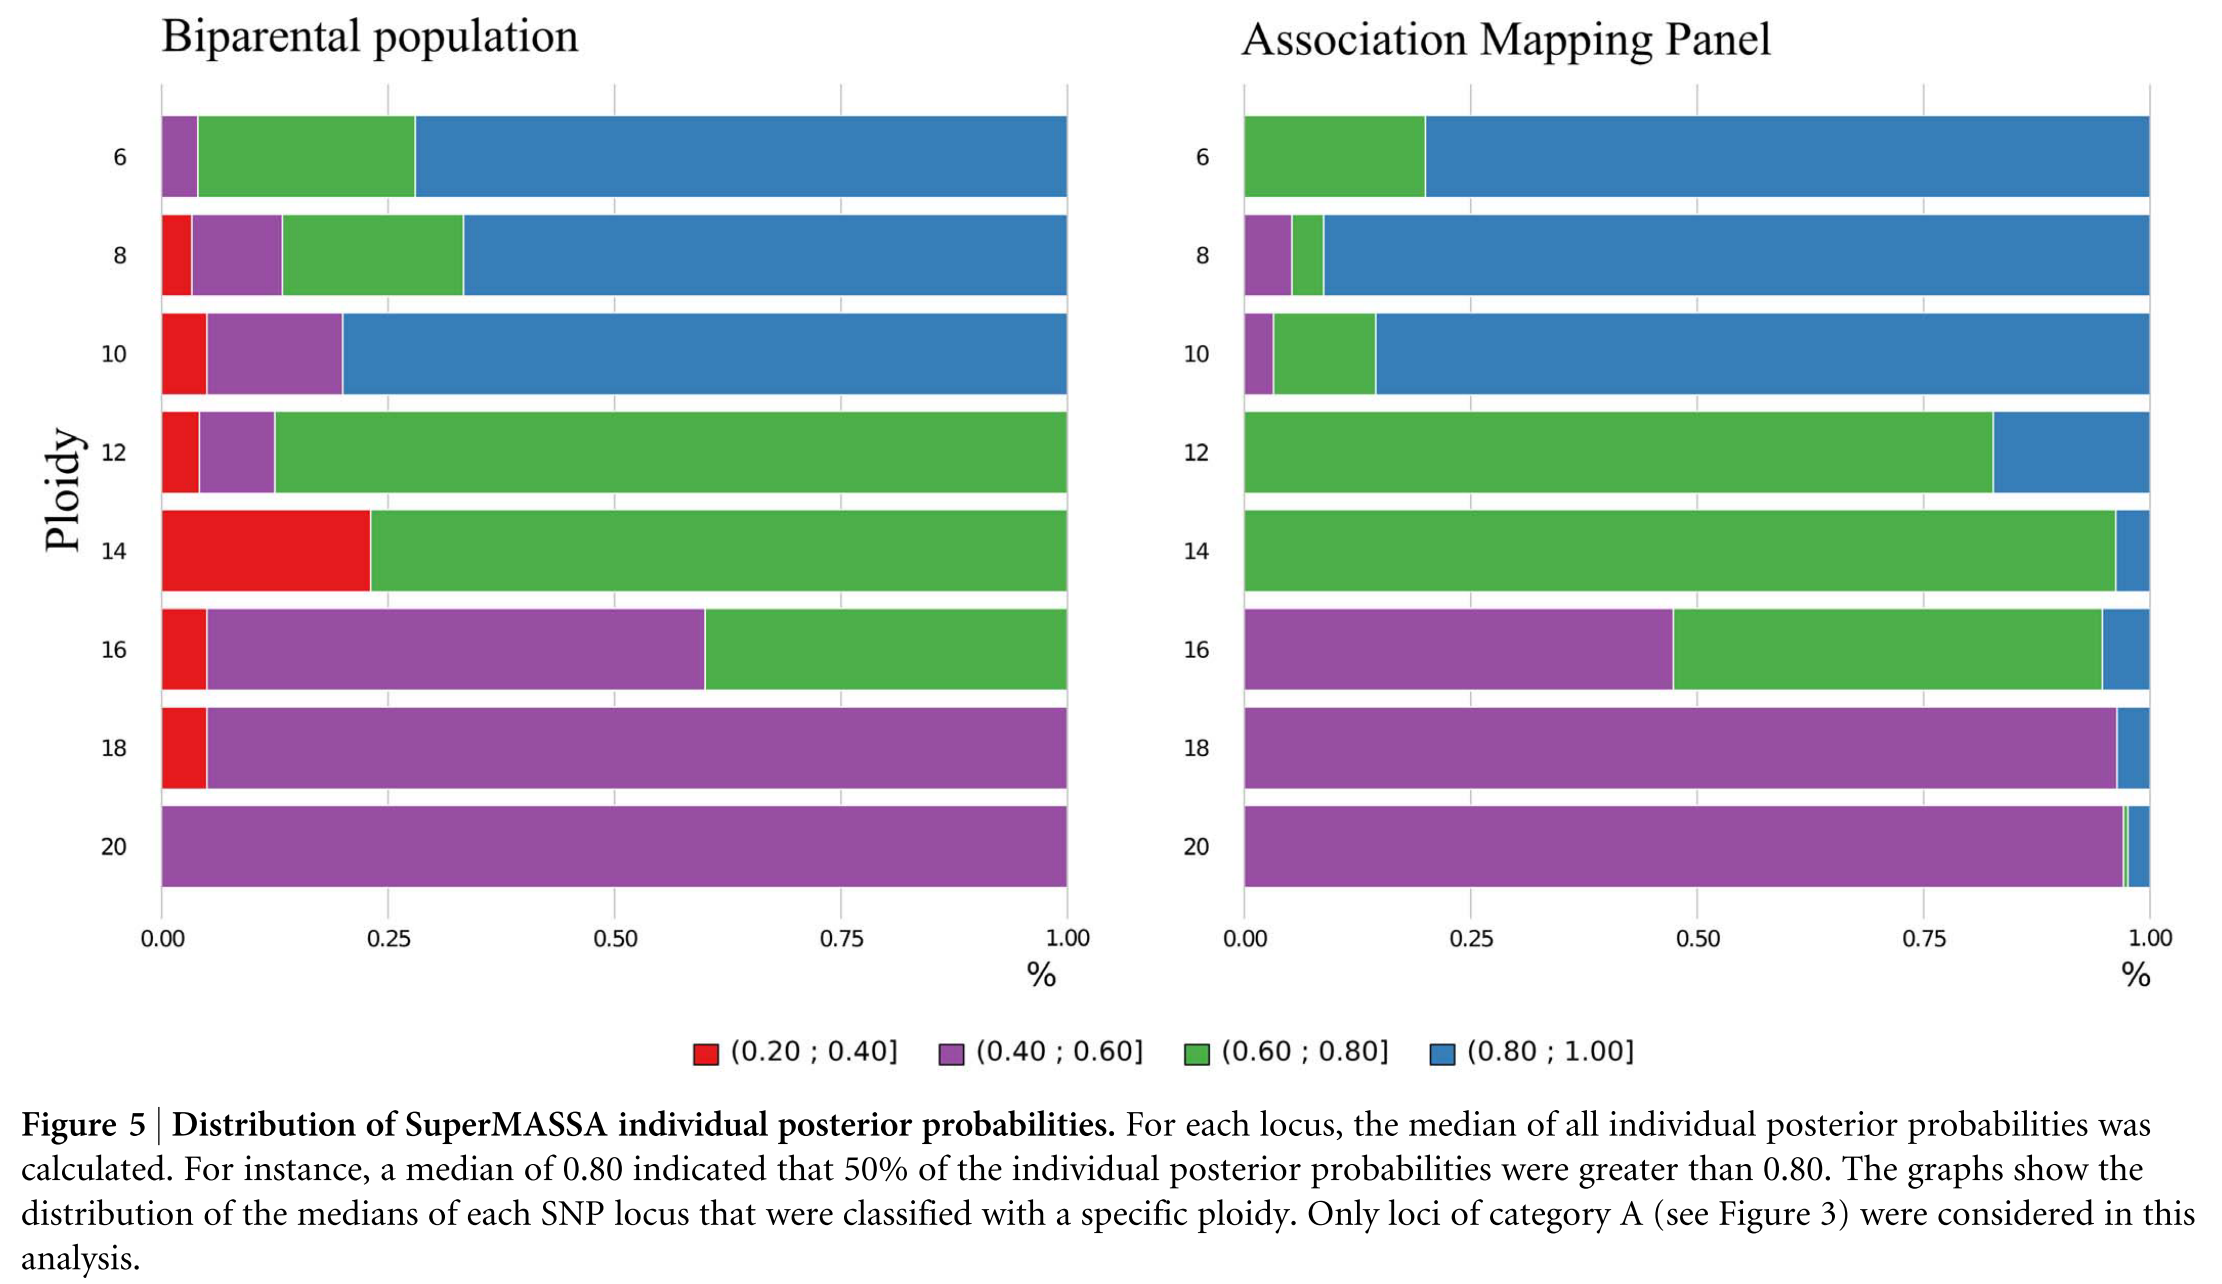 Biparental population
Association Mapping Panel
Ploidy
6
8
10
12
14
16
18
20
0.00 0.25 0.50 0.75 1.00
%
6
8
10
12
14
16
18
20
0.00 0.25 0.50 0.75 1.00
%
(0.20 ; 0.40] (0.40 ; 0.60] (0.60 ; 0.80] (0.80 ; 1.00]
Figure 5 | Distribution of SuperMASSA individual posterior probabilities. For each locus, the median of all individual posterior probabilities was
calculated. For instance, a median of 0.80 indicated that 50% of the individual posterior probabilities were greater than 0.80. The graphs show the
distribution of the medians of each SNP locus that were classified with a specific ploidy. Only loci of category A (see Figure 3) were considered in this
analysis.